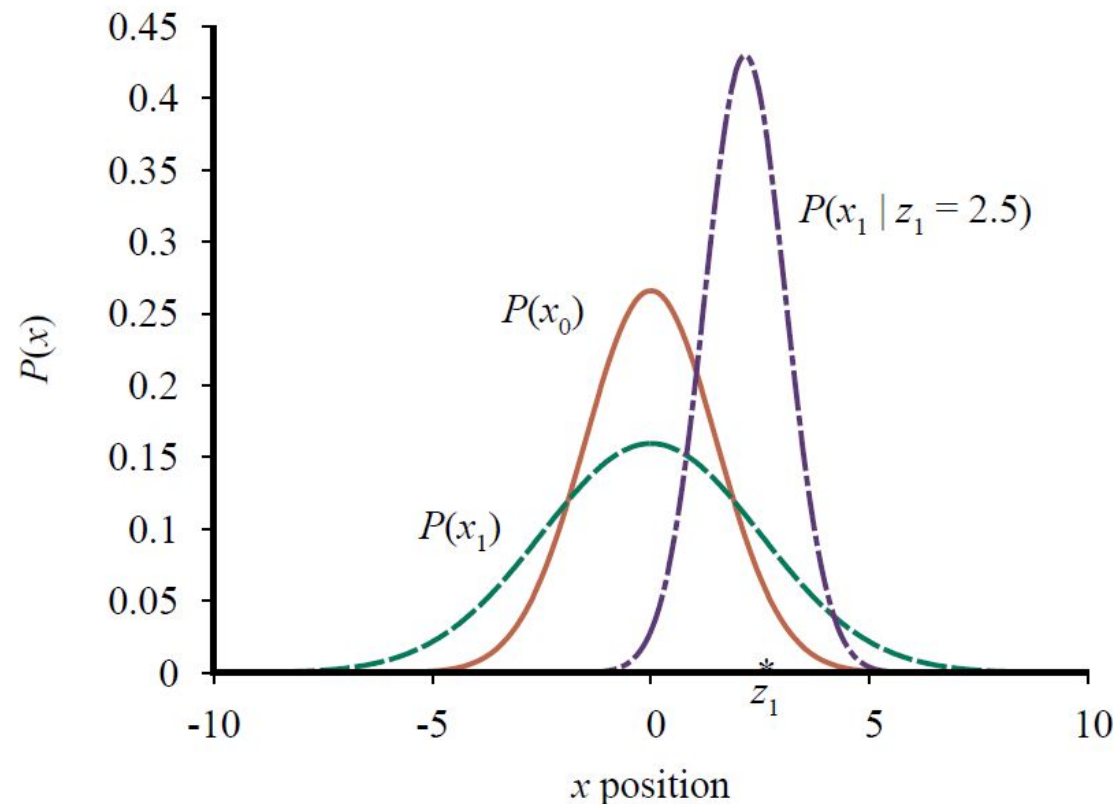 0.45
0.4
0.35
0.3
0.25
0.2
0.15
0.1
0.05
0
P(x)
P(x₁ | z₁ = 2.5)
P(x₀)
P(x₁)
*
z₁
-10 -5 0 5 10
x position